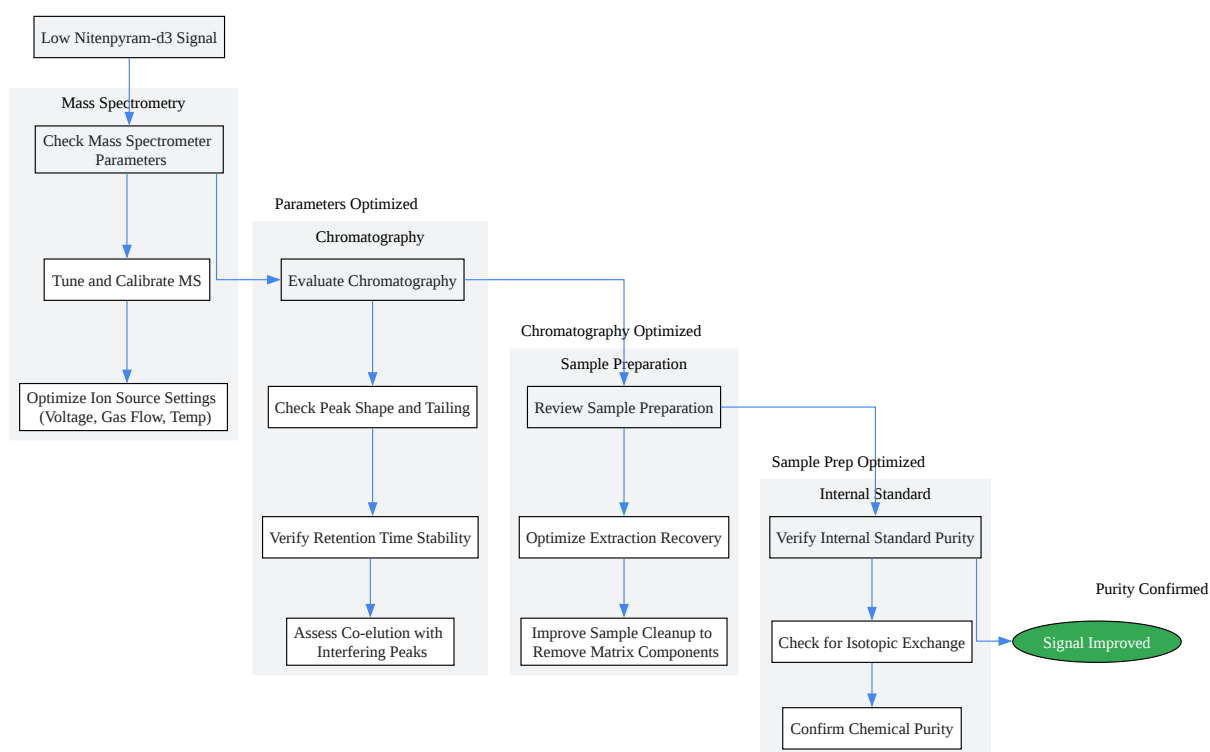 Low Nitenpyram-d3 Signal
Mass Spectrometry
Check Mass Spectrometer
Parameters
Tune and Calibrate MS
Optimize Ion Source Settings
(Voltage, Gas Flow, Temp)
Parameters Optimized
Chromatography
Evaluate Chromatography
Check Peak Shape and Tailing
Verify Retention Time Stability
Assess Co-elution with
Interfering Peaks
Chromatography Optimized
Sample Preparation
Review Sample Preparation
Optimize Extraction Recovery
Improve Sample Cleanup to
Remove Matrix Components
Sample Prep Optimized
Internal Standard
Verify Internal Standard Purity
Check for Isotopic Exchange
Confirm Chemical Purity
Purity Confirmed
Signal Improved